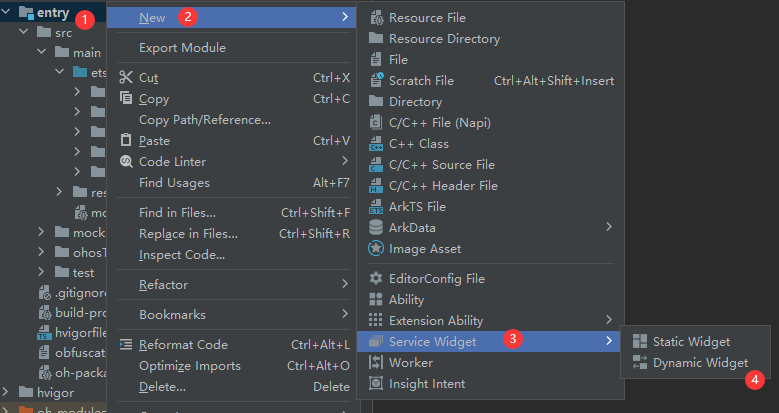 entry
1
src
main
ets
res
mo
mock
ohosT
test
.gitignore
build-pro
hvigorfile
obfuscat
oh-packa
hvigor
oh-modules
New
2
Export Module
Cut Ctrl+X
Copy Ctrl+C
Copy Path/Reference...
Paste Ctrl+V
Code Linter
Find Usages Alt+F7
Find in Files... Ctrl+Shift+F
Replace in Files... Ctrl+Shift+R
Inspect Code...
Refactor
Bookmarks
Reformat Code Ctrl+Alt+L
Optimize Imports Ctrl+Alt+O
Delete... Delete
Resource File
Resource Directory
File
Scratch File Ctrl+Alt+Shift+Insert
Directory
C/C++ File (Napi)
C++ Class
C/C++ Source File
C/C++ Header File
ArkTS File
ArkData
Image Asset
EditorConfig File
Ability
Extension Ability
Service Widget
3
Worker
Insight Intent
Static Widget
Dynamic Widget
4